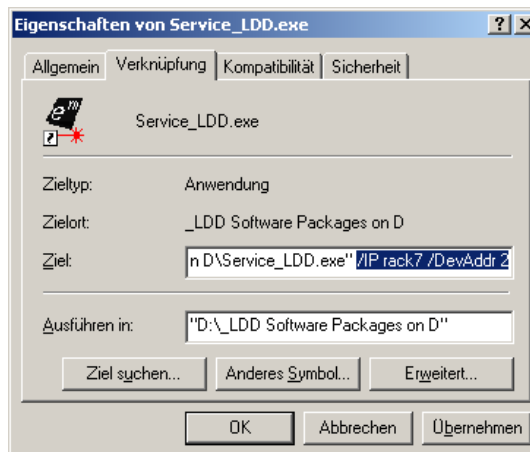 Eigenschaften von Service_LDD.exe
Allgemein Verknüpfung Kompatibilität Sicherheit
em
Service_LDD.exe
Zieltyp: Anwendung
Zielort: _LDD Software Packages on D
Ziel: n D\Service_LDD.exe" /IP rack7 /DevAddr 2
Ausführen in: "D:\_LDD Software Packages on D"
Ziel suchen... Anderes Symbol... Erweitert...
OK Abbrechen Übernehmen